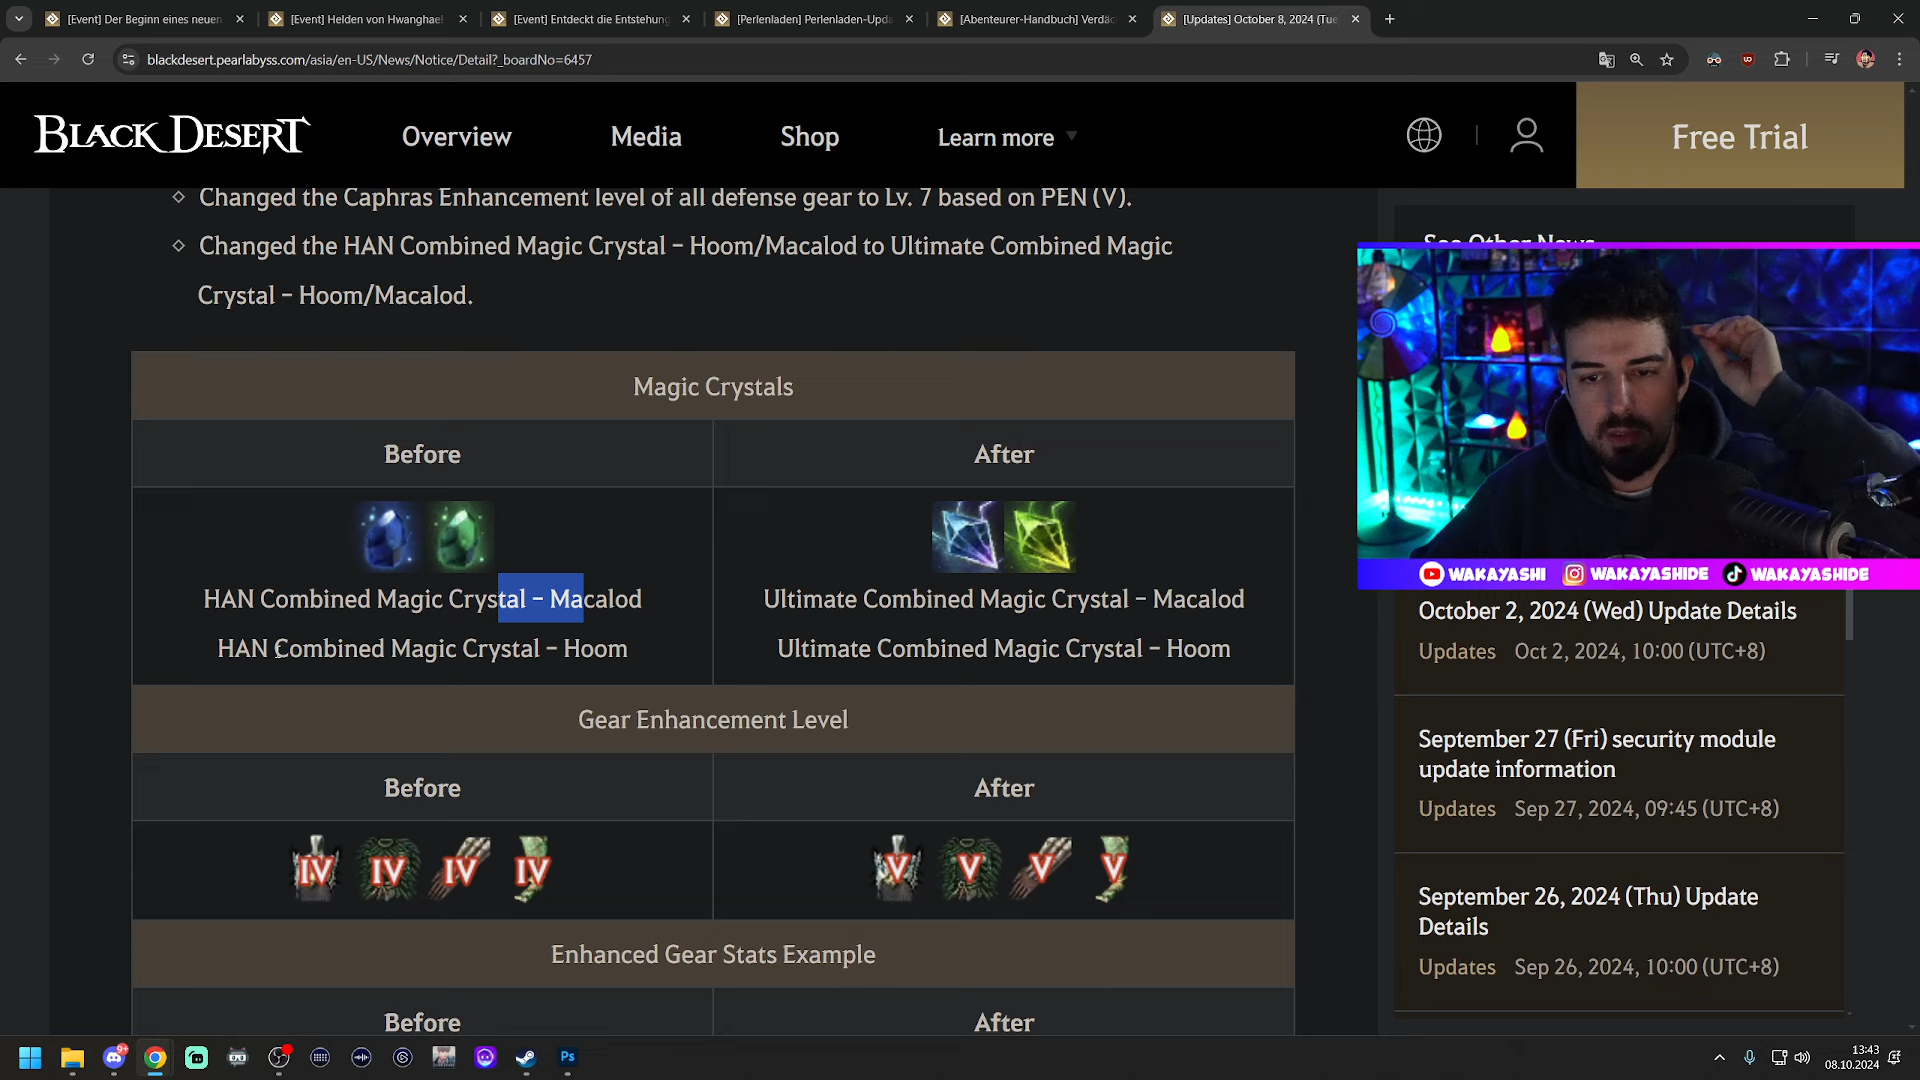 [Event] Der Beginn eines neuen
[Event] Helden von Hwanghae!
[Event] Entdeckt die Entstehung
[Perlenladen] Perlenladen-Upda
[Abenteurer-Handbuch] Verdäc
[Updates] October 8, 2024 (Tue
blackdesert.pearlabyss.com/asia/en-US/News/Notice/Detail?_boardNo=6457
BLACK DESERT
Overview
Media
Shop
Learn more
Free Trial
Changed the Caphras Enhancement level of all defense gear to Lv. 7 based on PEN (V).
Changed the HAN Combined Magic Crystal - Hoom/Macalod to Ultimate Combined Magic
Crystal - Hoom/Macalod.
Magic Crystals
Before
After
HAN Combined Magic Crystal - Macalod
HAN Combined Magic Crystal - Hoom
Ultimate Combined Magic Crystal - Macalod
Ultimate Combined Magic Crystal - Hoom
Gear Enhancement Level
Before
After
IV IV IV IV
V V V V
Enhanced Gear Stats Example
Before
After
See Other News
WAKAYASHI WAKAYASHIDE WAKAYASHIDE
October 2, 2024 (Wed) Update Details
Updates Oct 2, 2024, 10:00 (UTC+8)
September 27 (Fri) security module
update information
Updates Sep 27, 2024, 09:45 (UTC+8)
September 26, 2024 (Thu) Update
Details
Updates Sep 26, 2024, 10:00 (UTC+8)
9+
Ps
13:43
08.10.2024